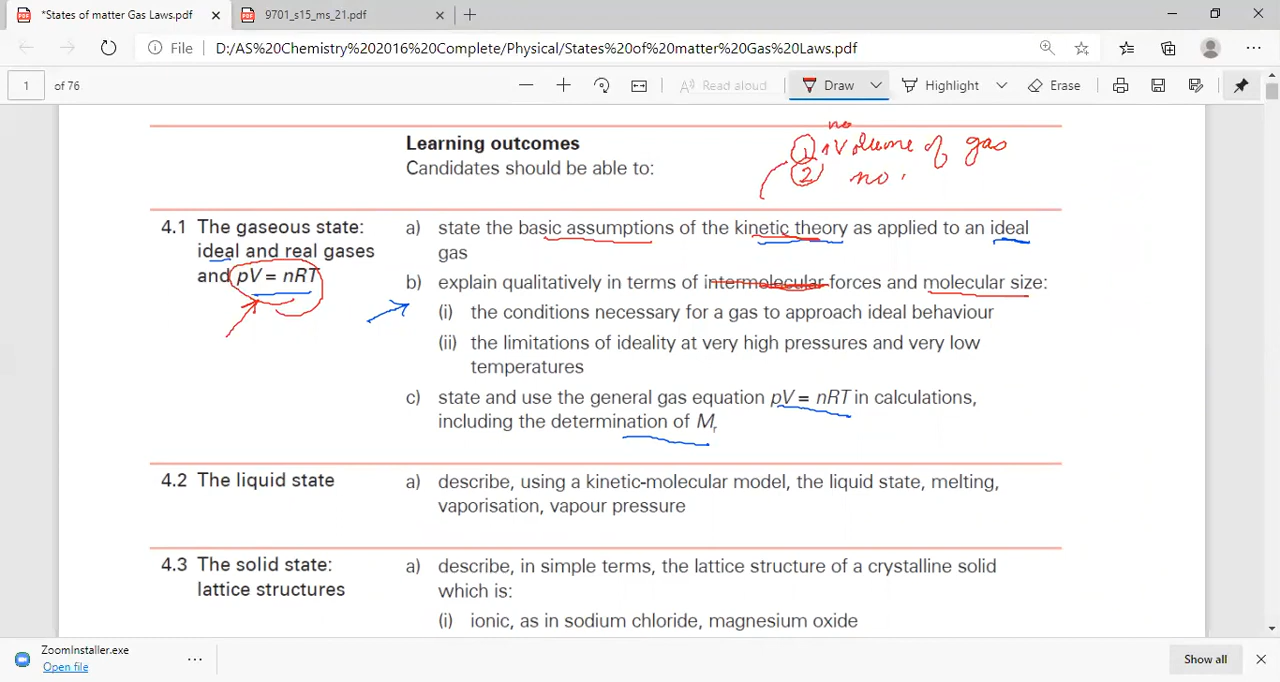 *States of matter Gas Laws.pdf
9701_s15_ms_21.pdf
File
D:/AS%20Chemistry%202016%20Complete/Physical/States%20of%20matter%20Gas%20Laws.pdf
1 of 76
Read aloud
Draw
Highlight
Erase
no
Learning outcomes
① volume of gas
Candidates should be able to:
② no
4.1 The gaseous state: ideal and real gases and pV = nRT
a) state the basic assumptions of the kinetic theory as applied to an ideal
gas
b) explain qualitatively in terms of intermolecular forces and molecular size:
(i) the conditions necessary for a gas to approach ideal behaviour
(ii) the limitations of ideality at very high pressures and very low
temperatures
c) state and use the general gas equation pV = nRT in calculations,
including the determination of Mr
4.2 The liquid state
a) describe, using a kinetic-molecular model, the liquid state, melting,
vaporisation, vapour pressure
4.3 The solid state: lattice structures
a) describe, in simple terms, the lattice structure of a crystalline solid
which is:
(i) ionic, as in sodium chloride, magnesium oxide
ZoomInstaller.exe
Open file
Show all